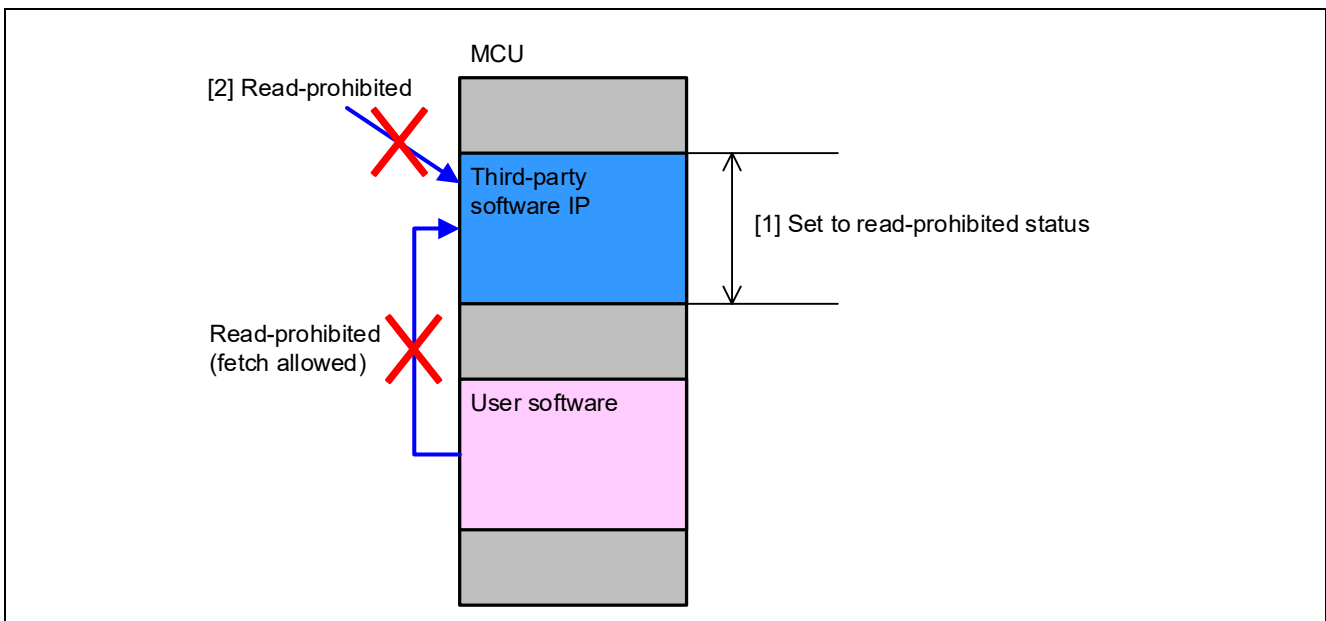 MCU
[2] Read-prohibited
Third-party
software IP
[1] Set to read-prohibited status
Read-prohibited
(fetch allowed)
User software